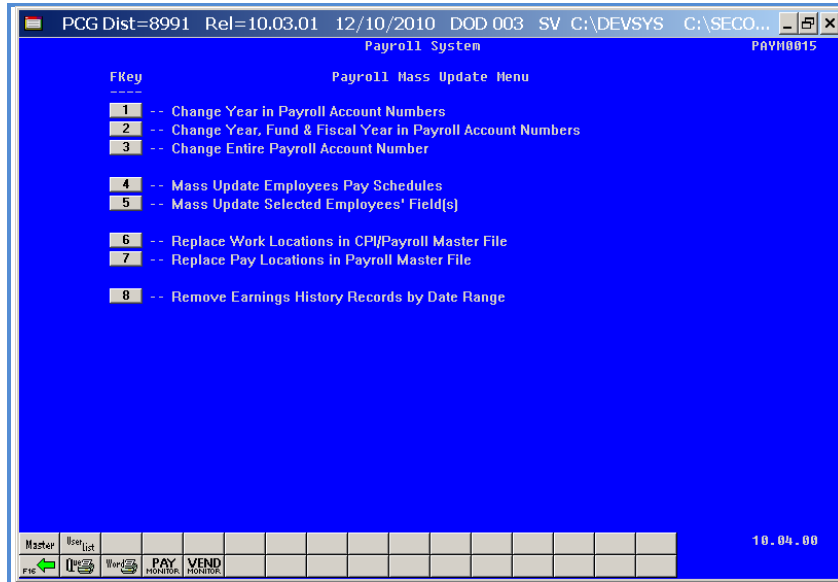 PCG Dist=8991 Rel=10.03.01 12/10/2010 DOD 003 SV C:\DEVSYS C:\SECO...
Payroll System PAYM0015
FKey Payroll Mass Update Menu
----
1 -- Change Year in Payroll Account Numbers
2 -- Change Year, Fund & Fiscal Year in Payroll Account Numbers
3 -- Change Entire Payroll Account Number
4 -- Mass Update Employees Pay Schedules
5 -- Mass Update Selected Employees' Field(s)
6 -- Replace Work Locations in CPI/Payroll Master File
7 -- Replace Pay Locations in Payroll Master File
8 -- Remove Earnings History Records by Date Range
Master User list 10.04.00
F16 Que Word PAY MONITOR VEND MONITOR